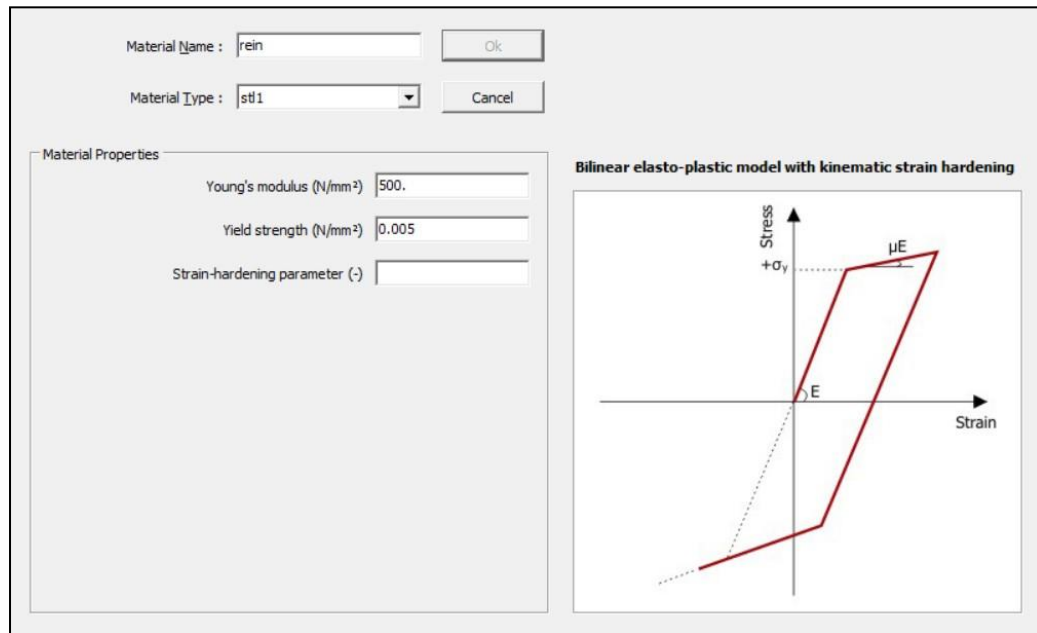 Material Name : rein Ok
Material Type : stl1 Cancel
Material Properties
Young's modulus (N/mm²) 500.
Yield strength (N/mm²) 0.005
Strain-hardening parameter (-)
Bilinear elasto-plastic model with kinematic strain hardening
Stress
+σy
μE
E
Strain